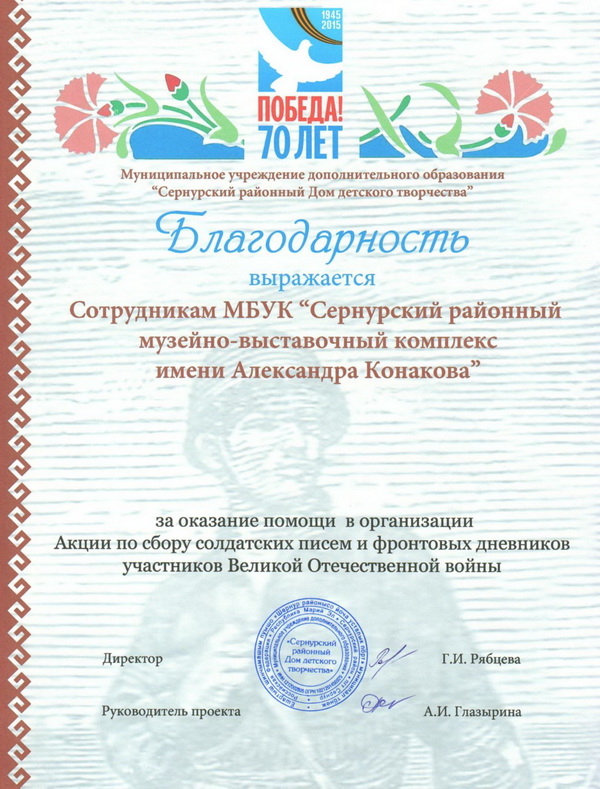 1945
2015
ПОБЕДА!
70 ЛЕТ
Муниципальное учреждение дополнительного образования
“Сернурский районный Дом детского творчества”
Благодарность
выражается
Сотрудникам МБУК “Сернурский районный
музейно-выставочный комплекс
имени Александра Конакова”
за оказание помощи в организации
Акции по сбору солдатских писем и фронтовых дневников
участников Великой Отечественной войны
«Сернурский
районный
Дом детского
творчества»
Директор
Г.И. Рябцева
Руководитель проекта
А.И. Глазырина